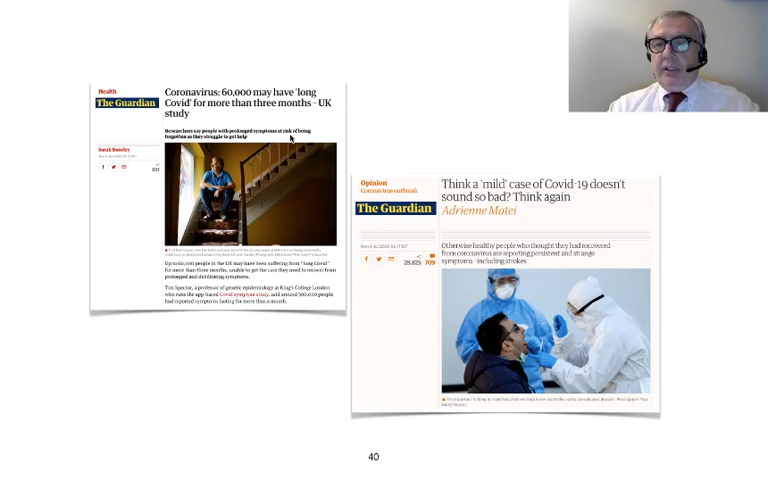 Health
The Guardian
Coronavirus: 60,000 may have 'long
Covid' for more than three months - UK
study
Researchers say people with prolonged symptoms at risk of being
forgotten as they struggle to get help
Sarah Boseley
Up to 60,000 people in the UK may have been suffering from "long Covid"
for more than three months, unable to get the care they need to recover from
prolonged and debilitating symptoms.
Tim Spector, a professor of genetic epidemiology at King's College London
who runs the app-based Covid symptom study, said around 300,000 people
had reported symptoms lasting for more than a month.
Opinion
Coronavirus outbreak
The Guardian
Think a 'mild' case of Covid-19 doesn't
sound so bad? Think again
Adrienne Matei
Otherwise healthy people who thought they had recovered
from coronavirus are reporting persistent and strange
symptoms - including strokes
28,825 709
40